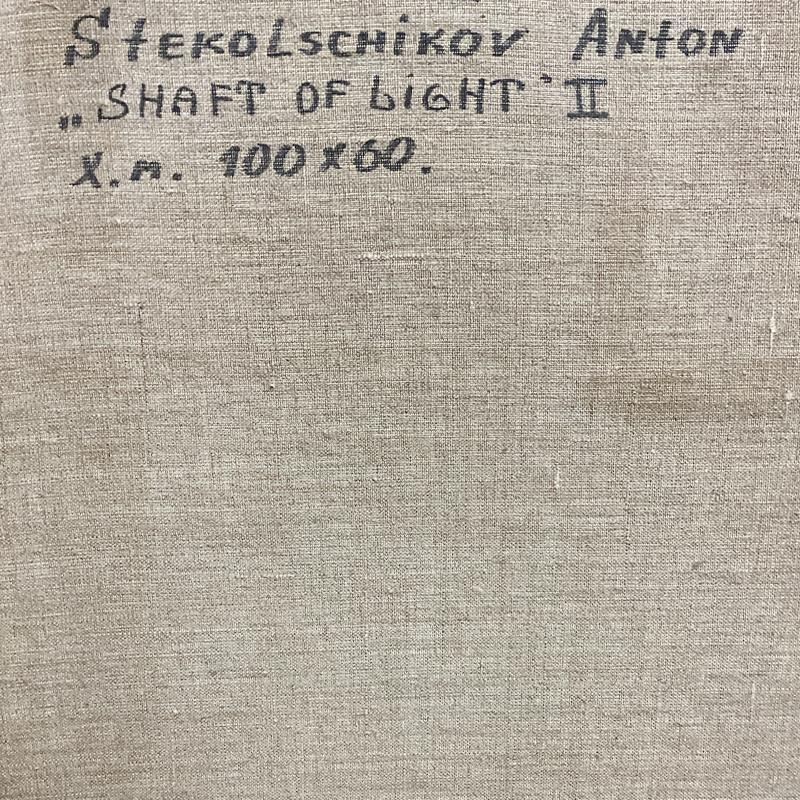 StEKOLSCHiKOV ANtON
„SHAFT OF LiGHT" II
Х.м. 100x60.